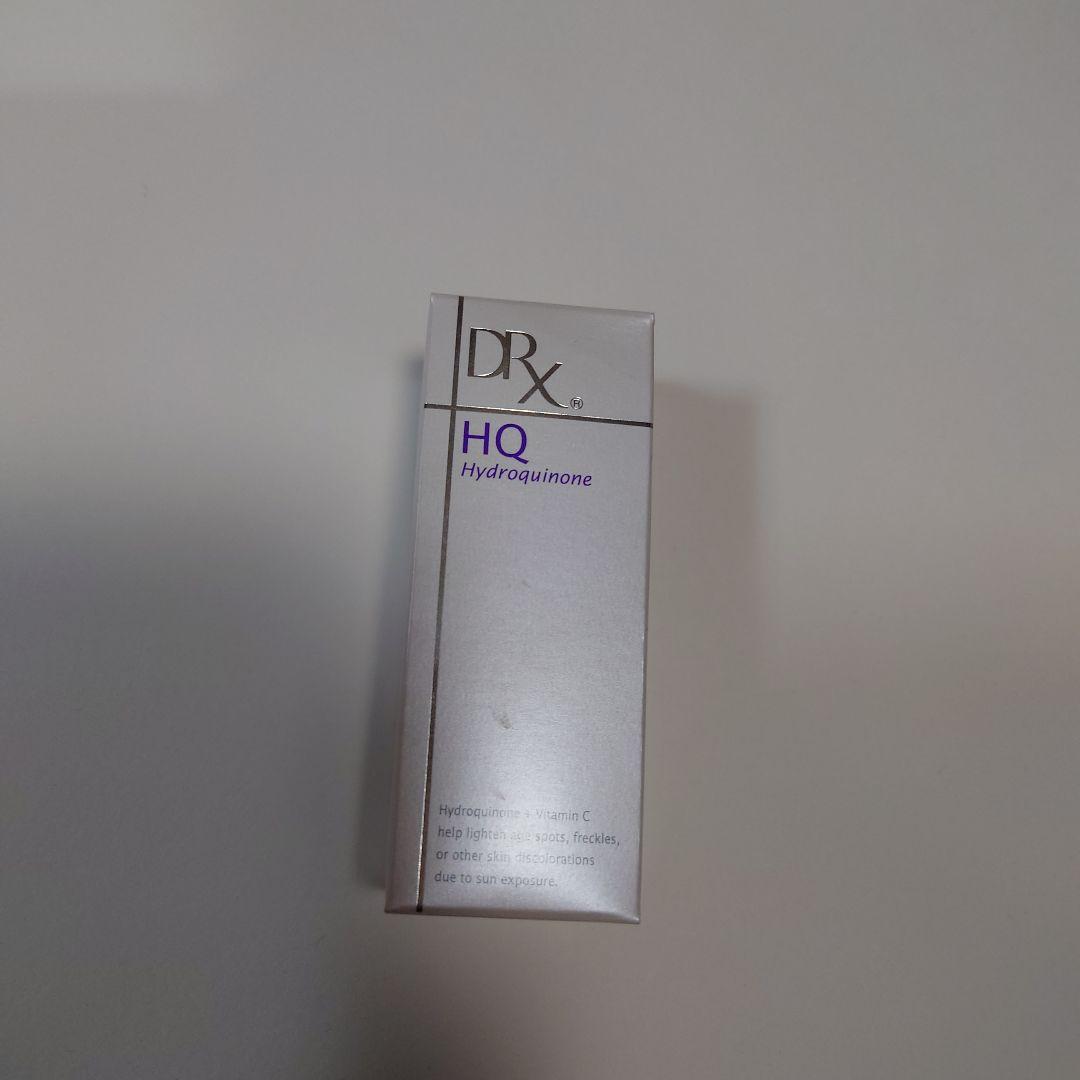 DRX®
HQ
Hydroquinone
Hydroquinone + Vitamin C
help lighten age spots, freckles,
or other skin discolorations
due to sun exposure.